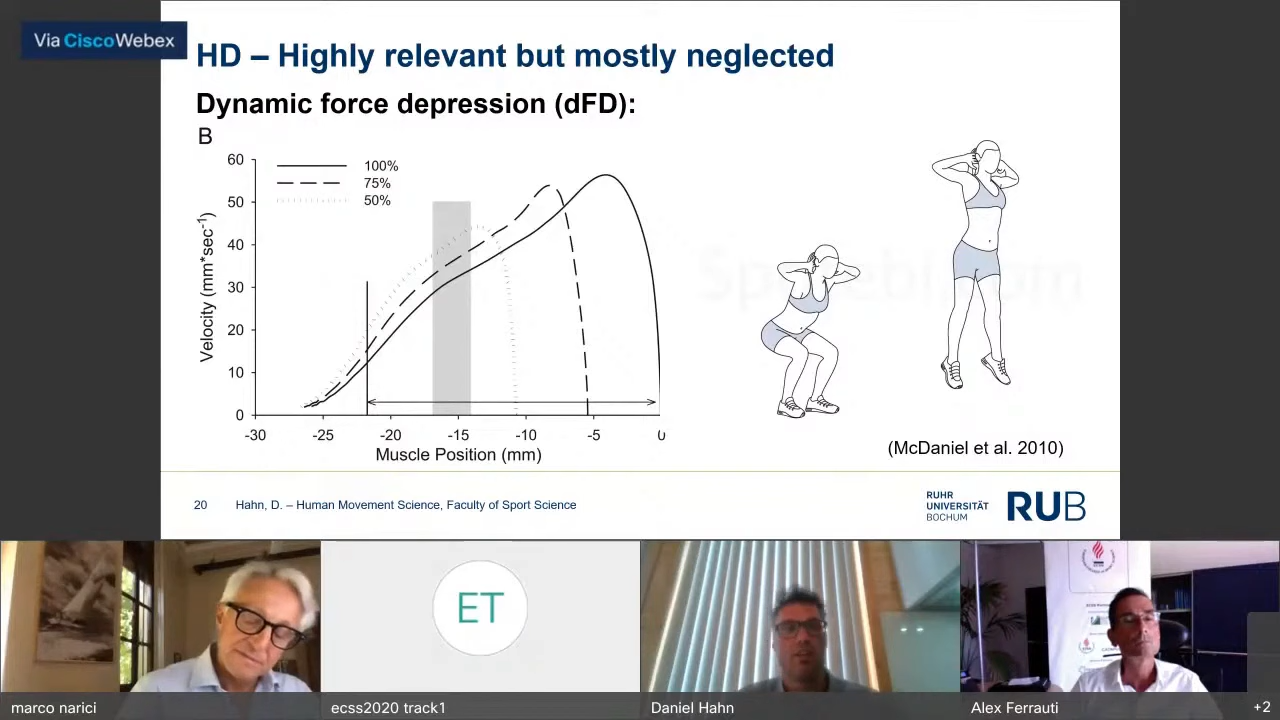 Via Cisco Webex
HD – Highly relevant but mostly neglected
Dynamic force depression (dFD):
B
60
50
40
30
20
10
0
Velocity (mm*sec-1)
100%
75%
50%
-30
-25
-20
-15
-10
-5
0
Muscle Position (mm)
(McDaniel et al. 2010)
20
Hahn, D. – Human Movement Science, Faculty of Sport Science
RUHR
UNIVERSITÄT
BOCHUM
RUB
ET
marco narici
ecss2020 track1
Daniel Hahn
Alex Ferrauti
+2